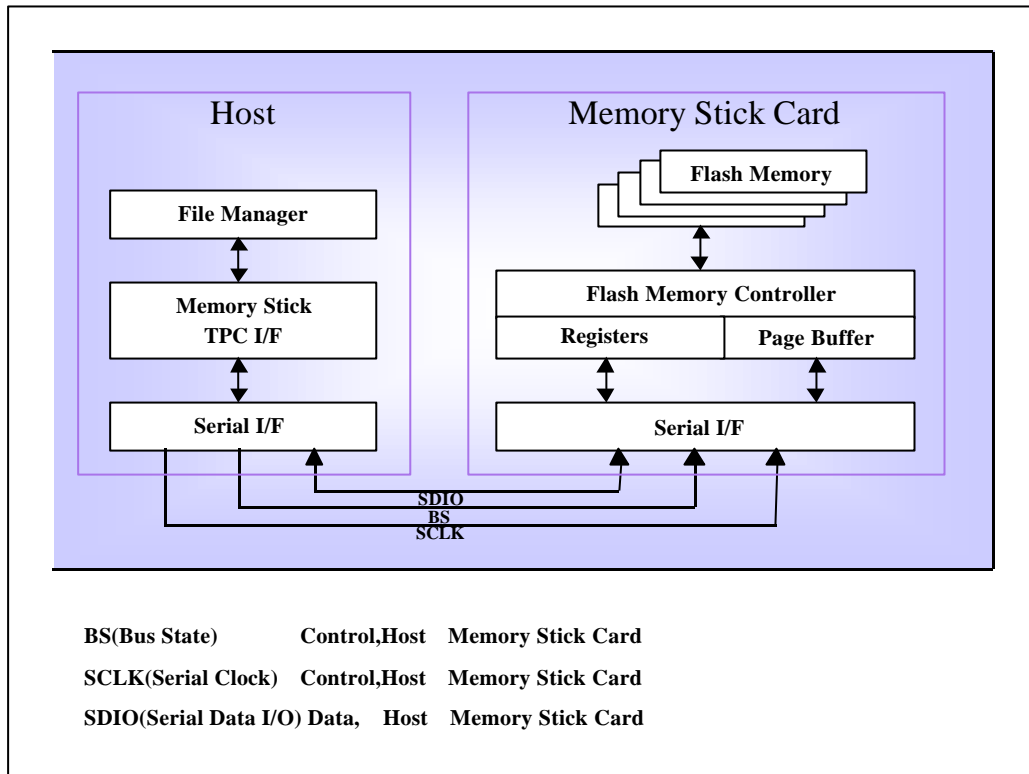 Host
Memory Stick Card
File Manager
Memory Stick
TPC I/F
Serial I/F
Flash Memory
Flash Memory Controller
Registers
Page Buffer
Serial I/F
SDIO
BS
SCLK
BS(Bus State) Control,Host Memory Stick Card
SCLK(Serial Clock) Control,Host Memory Stick Card
SDIO(Serial Data I/O) Data, Host Memory Stick Card